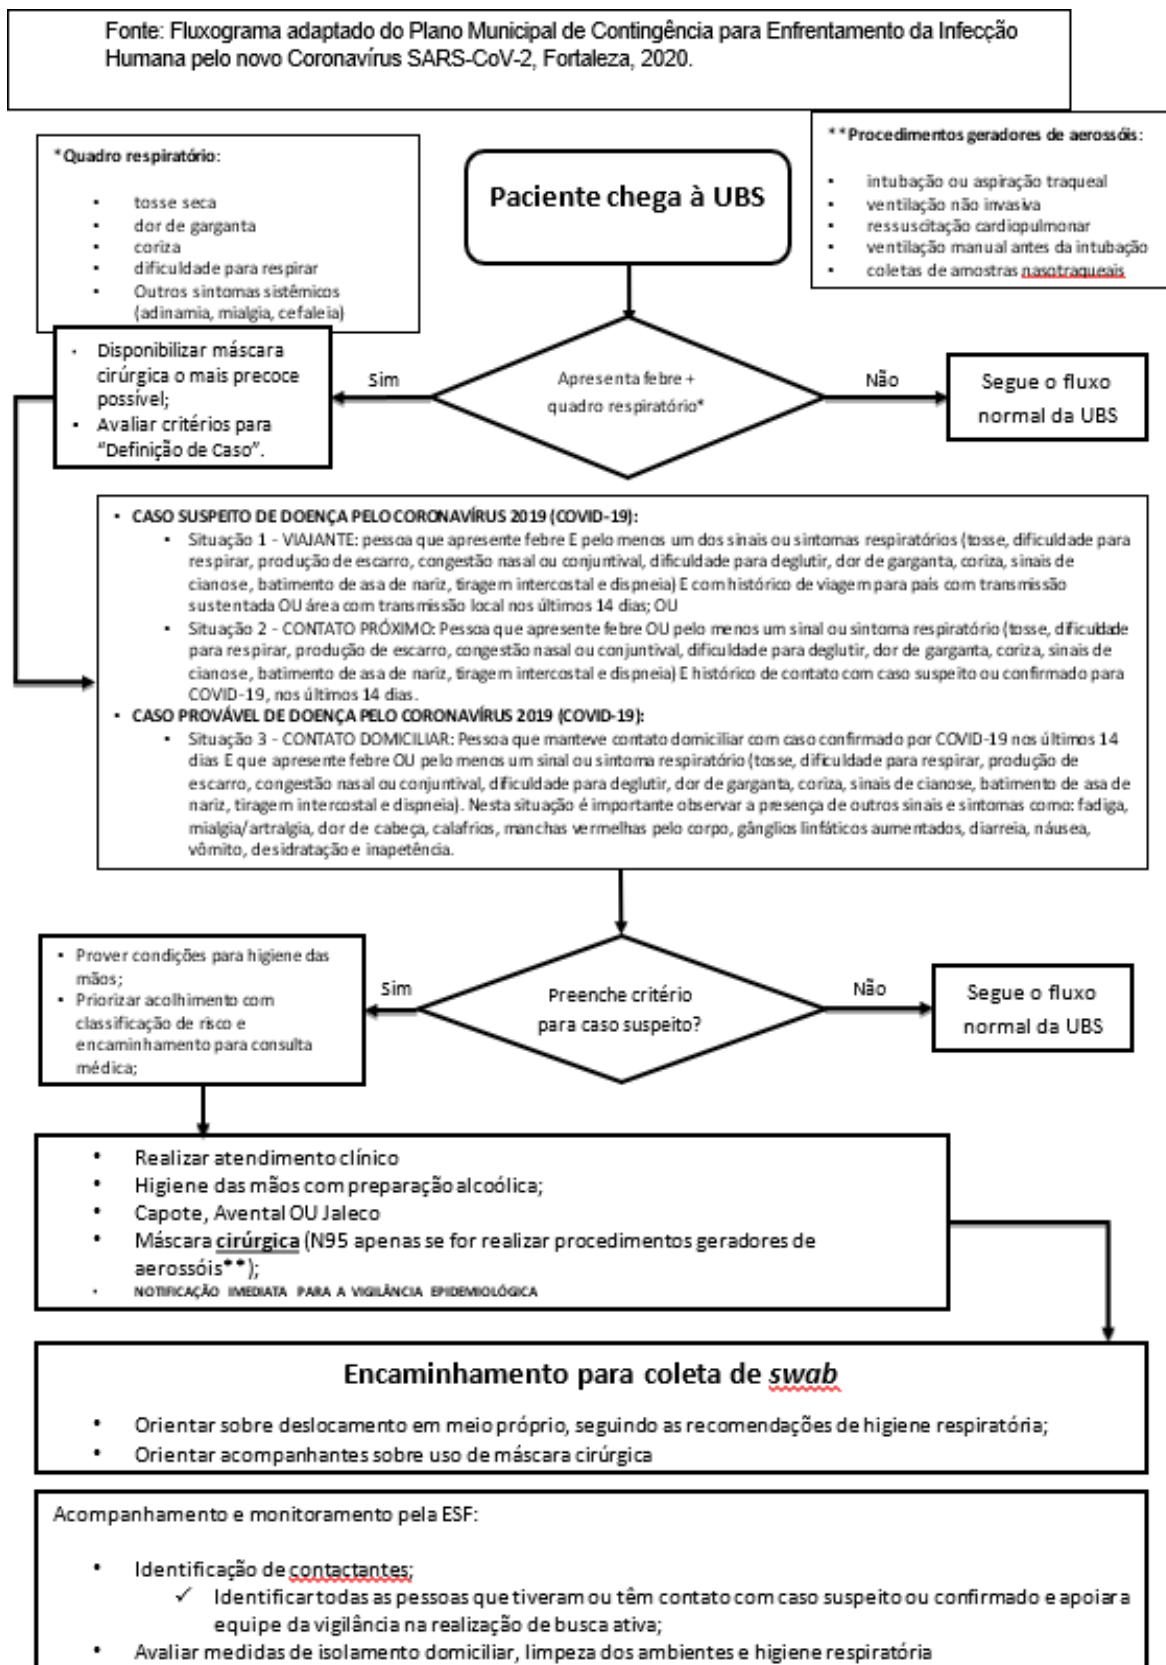 Fonte: Fluxograma adaptado do Plano Municipal de Contingência para Enfrentamento da Infecção
Humana pelo novo Coronavírus SARS-CoV-2, Fortaleza, 2020.
*Quadro respiratório:
▪ tosse seca
▪ dor de garganta
▪ coriza
▪ dificuldade para respirar
▪ Outros sintomas sistêmicos
(adinamia, mialgia, cefaleia)
Paciente chega à UBS
**Procedimentos geradores de aerossóis:
▪ intubação ou aspiração traqueal
▪ ventilação não invasiva
▪ ressuscitação cardiopulmonar
▪ ventilação manual antes da intubação
▪ coletas de amostras nasotraqueais
• Disponibilizar máscara
cirúrgica o mais precoce
possível;
• Avaliar critérios para
“Definição de Caso”.
Sim
Apresenta febre +
quadro respiratório*
Não
Segue o fluxo
normal da UBS
▪ CASO SUSPEITO DE DOENÇA PELO CORONAVÍRUS 2019 (COVID-19):
▪ Situação 1 - VIAJANTE: pessoa que apresente febre E pelo menos um dos sinais ou sintomas respiratórios (tosse, dificuldade para
respirar, produção de escarro, congestão nasal ou conjuntival, dificuldade para deglutir, dor de garganta, coriza, sinais de
cianose, batimento de asa de nariz, tiragem intercostal e dispneia) E com histórico de viagem para país com transmissão
sustentada OU área com transmissão local nos últimos 14 dias; OU
▪ Situação 2 - CONTATO PRÓXIMO: Pessoa que apresente febre OU pelo menos um sinal ou sintoma respiratório (tosse, dificuldade
para respirar, produção de escarro, congestão nasal ou conjuntival, dificuldade para deglutir, dor de garganta, coriza, sinais de
cianose, batimento de asa de nariz, tiragem intercostal e dispneia) E histórico de contato com caso suspeito ou confirmado para
COVID-19, nos últimos 14 dias.
▪ CASO PROVÁVEL DE DOENÇA PELO CORONAVÍRUS 2019 (COVID-19):
▪ Situação 3 - CONTATO DOMICILIAR: Pessoa que manteve contato domiciliar com caso confirmado por COVID-19 nos últimos 14
dias E que apresente febre OU pelo menos um sinal ou sintoma respiratório (tosse, dificuldade para respirar, produção de
escarro, congestão nasal ou conjuntival, dificuldade para deglutir, dor de garganta, coriza, sinais de cianose, batimento de asa de
nariz, tiragem intercostal e dispneia). Nesta situação é importante observar a presença de outros sinais e sintomas como: fadiga,
mialgia/artralgia, dor de cabeça, calafrios, manchas vermelhas pelo corpo, gânglios linfáticos aumentados, diarreia, náusea,
vômito, desidratação e inapetência.
▪ Prover condições para higiene das
mãos;
▪ Priorizar acolhimento com
classificação de risco e
encaminhamento para consulta
médica;
Sim
Preenche critério
para caso suspeito?
Não
Segue o fluxo
normal da UBS
• Realizar atendimento clínico
• Higiene das mãos com preparação alcoólica;
• Capote, Avental OU Jaleco
• Máscara cirúrgica (N95 apenas se for realizar procedimentos geradores de
aerossóis**);
• NOTIFICAÇÃO IMEDIATA PARA A VIGILÂNCIA EPIDEMIOLÓGICA
Encaminhamento para coleta de swab
• Orientar sobre deslocamento em meio próprio, seguindo as recomendações de higiene respiratória;
• Orientar acompanhantes sobre uso de máscara cirúrgica
Acompanhamento e monitoramento pela ESF:
• Identificação de contactantes;
✓ Identificar todas as pessoas que tiveram ou têm contato com caso suspeito ou confirmado e apoiar a
equipe da vigilância na realização de busca ativa;
• Avaliar medidas de isolamento domiciliar, limpeza dos ambientes e higiene respiratória